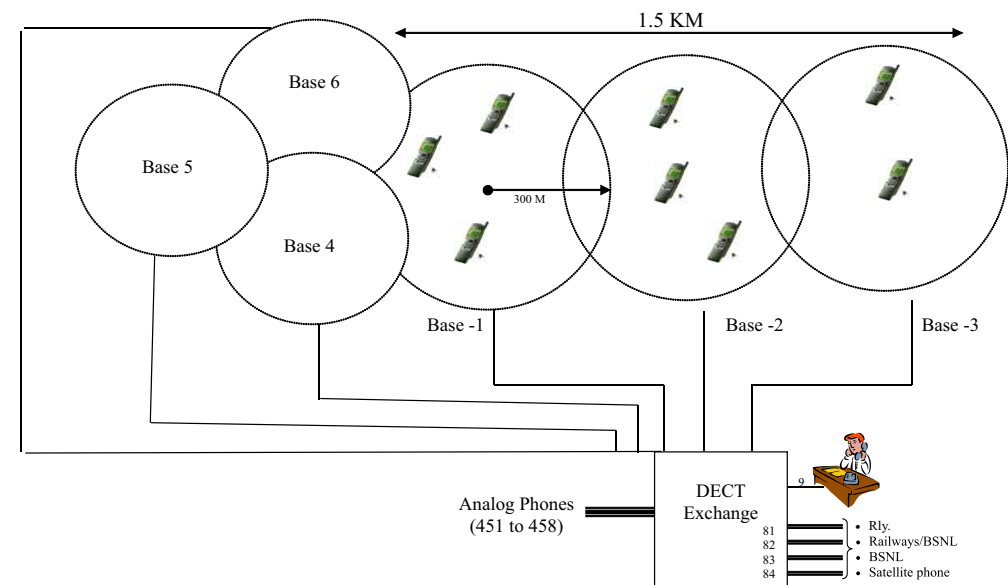 1.5 KM
Base 6
Base 5
300 M
Base 4
Base -1
Base -2
Base -3
Analog Phones
(451 to 458)
DECT
Exchange
9
81
82
83
84
• Rly.
• Railways/BSNL
• BSNL
• Satellite phone